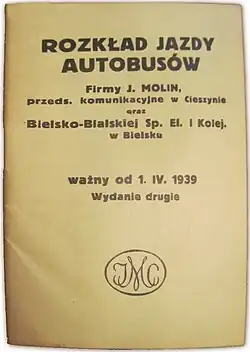 ROZKŁAD JAZDY
AUTOBUSÓW
Firmy J. MOLIN,
przeds. komunikacyjne w Cieszynie
oraz
Bielsko-Bialskiej Sp. El. i Kolej.
w Bielsku
ważny od 1. IV. 1939
Wydanie drugie
JMC